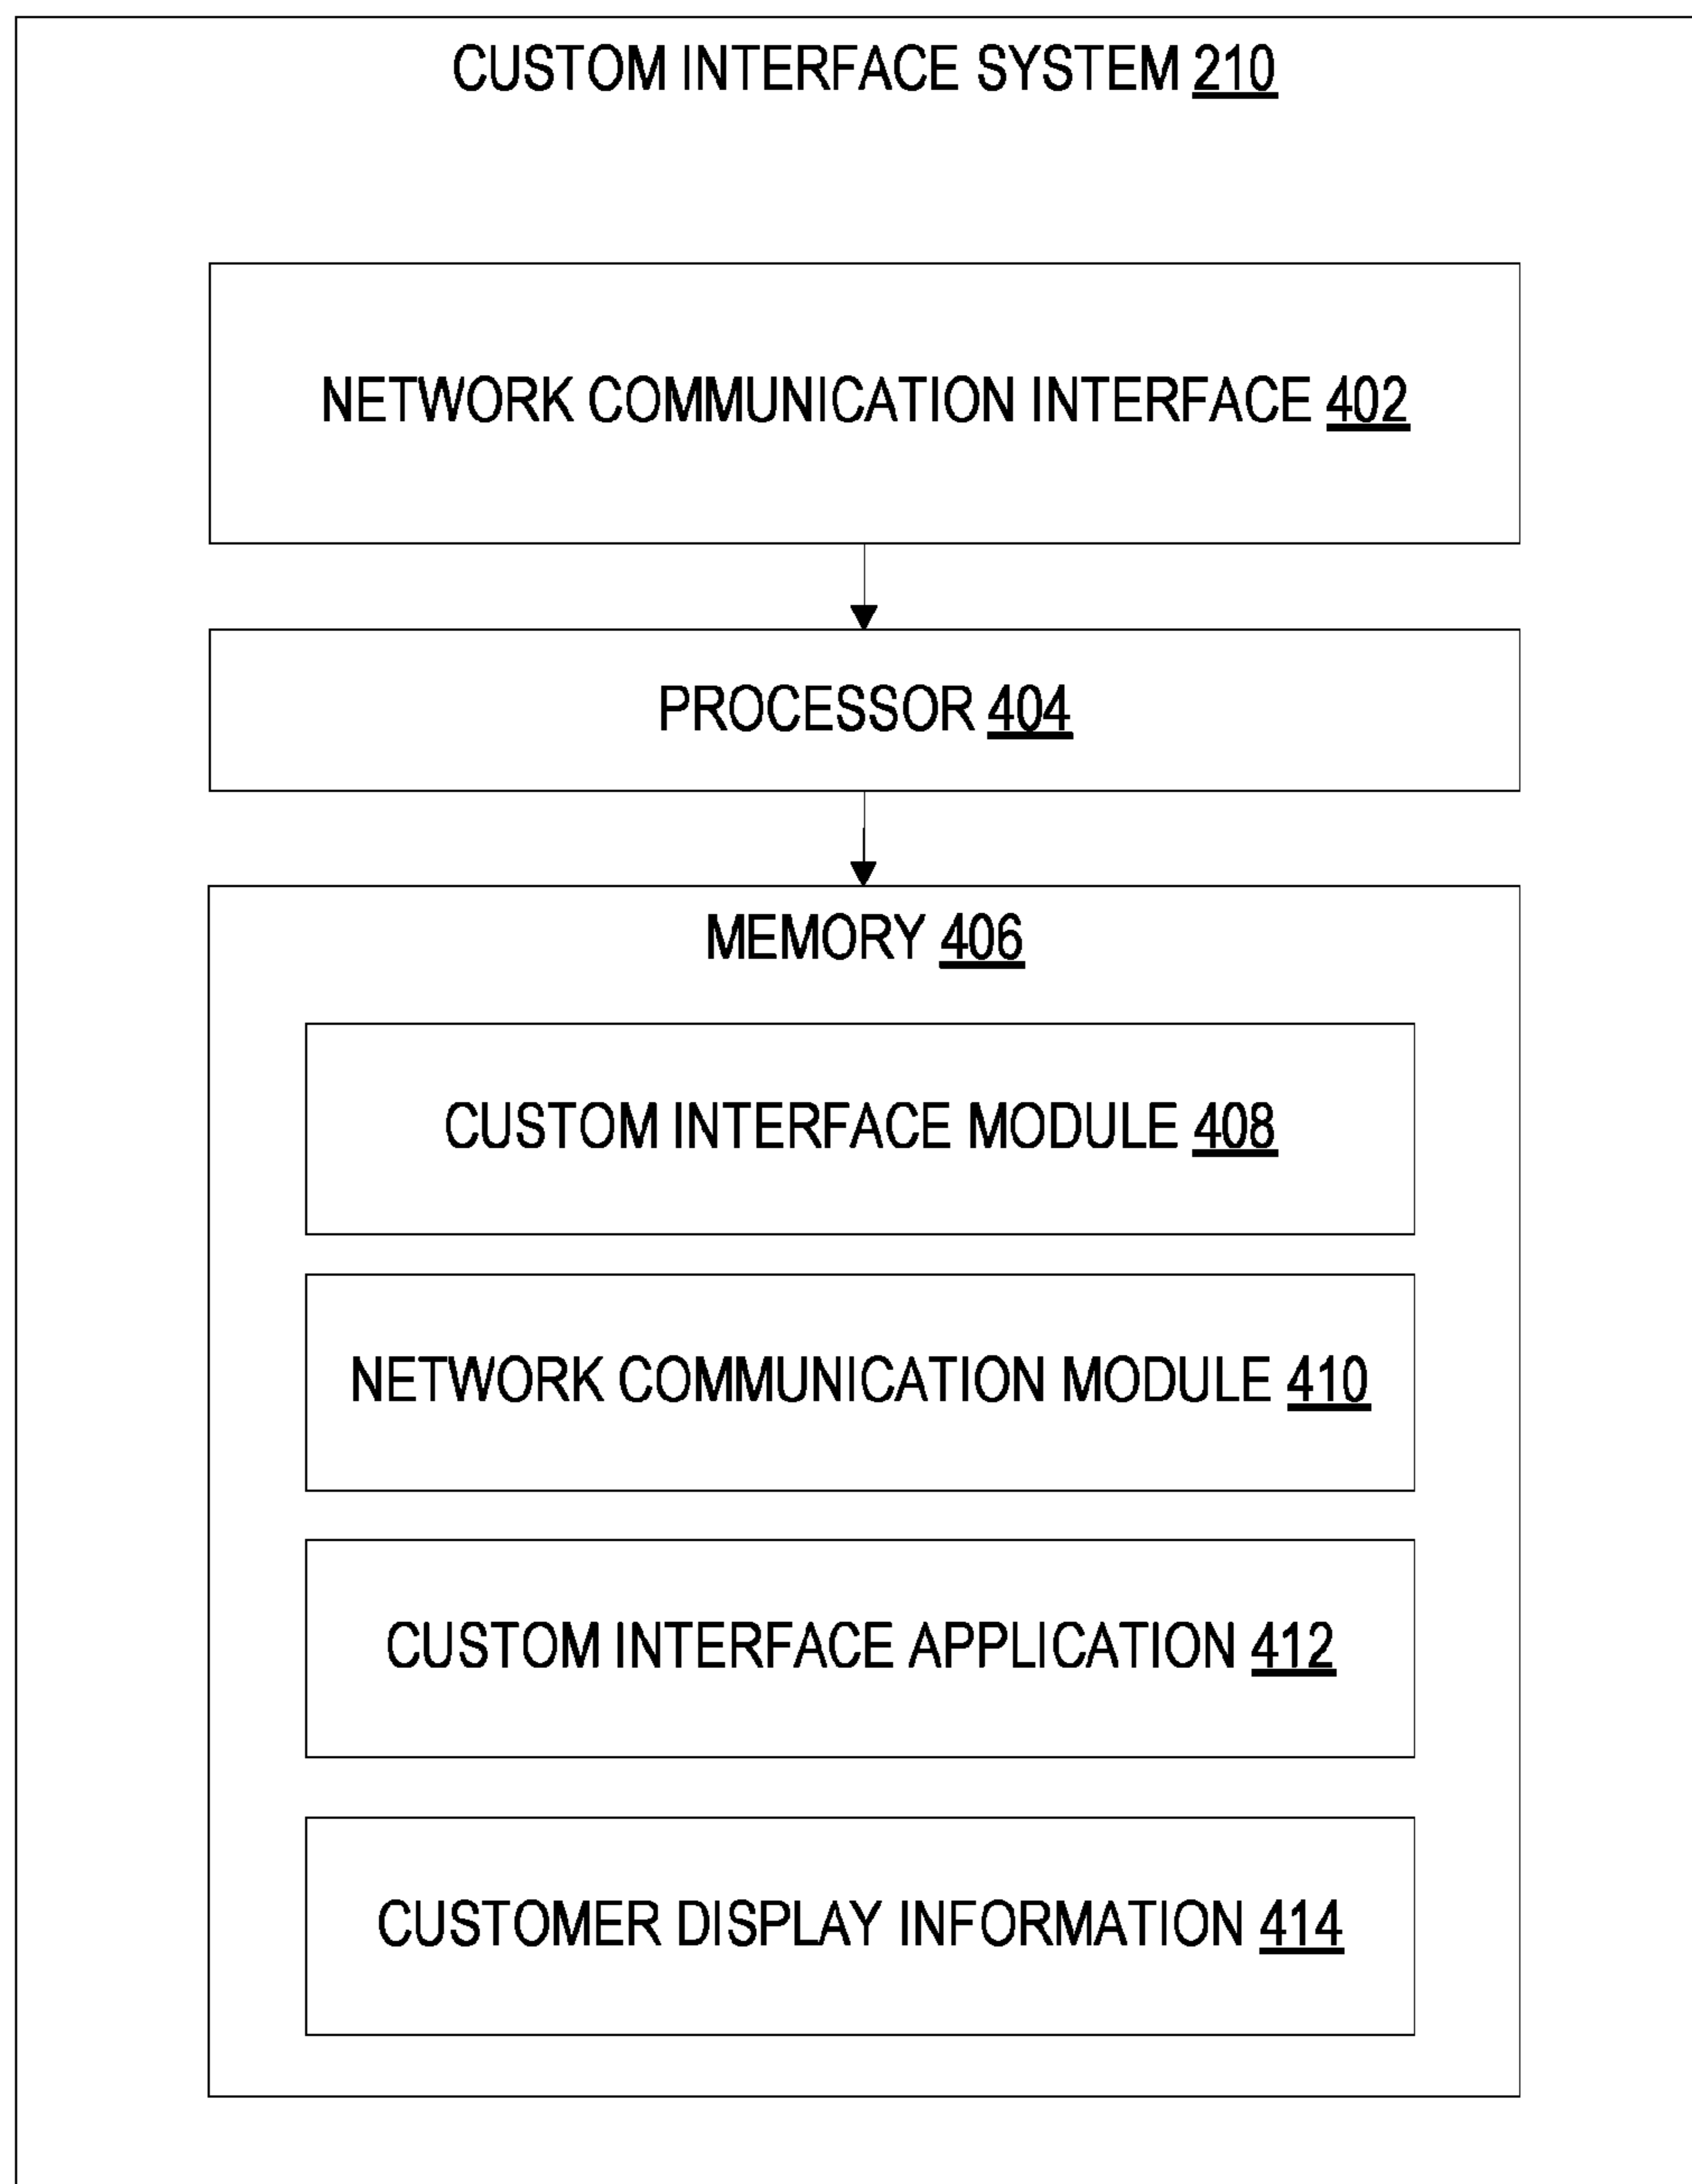 CUSTOM INTERFACE SYSTEM 210
NETWORK COMMUNICATION INTERFACE 402
PROCESSOR 404
MEMORY 406
CUSTOM INTERFACE MODULE 408
NETWORK COMMUNICATION MODULE 410
CUSTOM INTERFACE APPLICATION 412
CUSTOMER DISPLAY INFORMATION 414